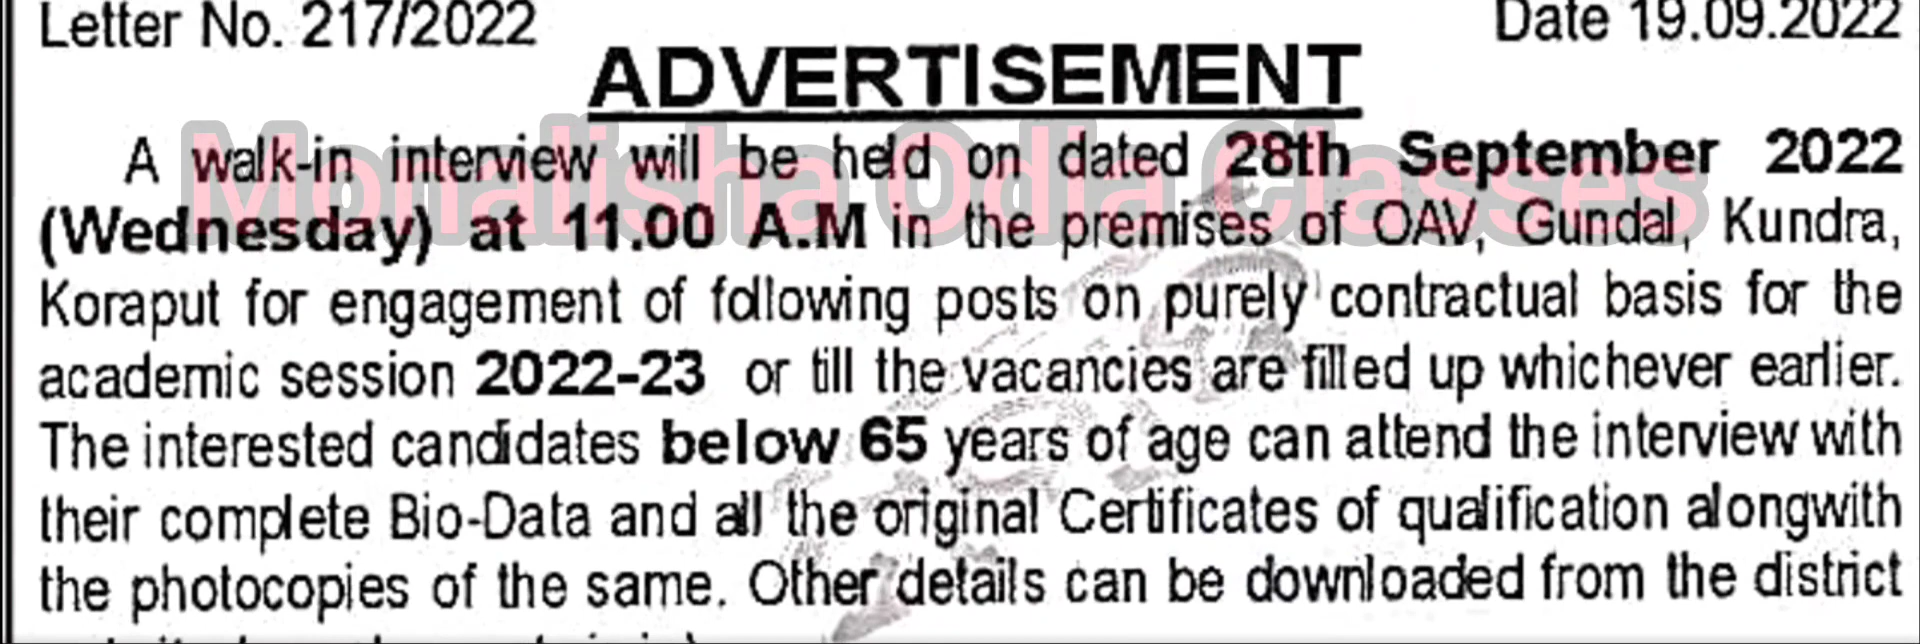 Letter No. 217/2022 Date 19.09.2022
ADVERTISEMENT
Monalisha Odia Classes
A walk-in interview will be held on dated 28th September 2022
(Wednesday) at 11.00 A.M in the premises of OAV, Gundal, Kundra,
Koraput for engagement of following posts on purely contractual basis for the
academic session 2022-23 or till the vacancies are filled up whichever earlier.
The interested candidates below 65 years of age can attend the interview with
their complete Bio-Data and all the original Certificates of qualification alongwith
the photocopies of the same. Other details can be downloaded from the district